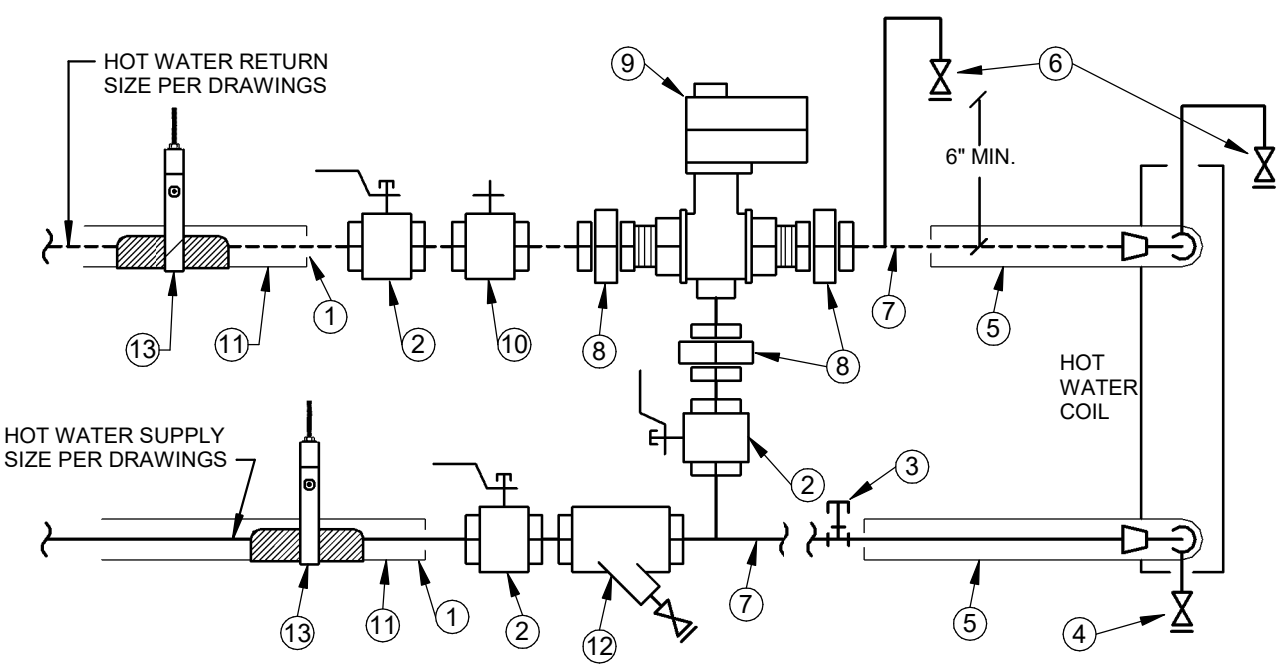 HOT WATER RETURN
SIZE PER DRAWINGS
9
6
6" MIN.
13
11
1
2
10
8
8
7
5
HOT
WATER
COIL
HOT WATER SUPPLY
SIZE PER DRAWINGS
2
3
13
11
1
2
12
7
5
4